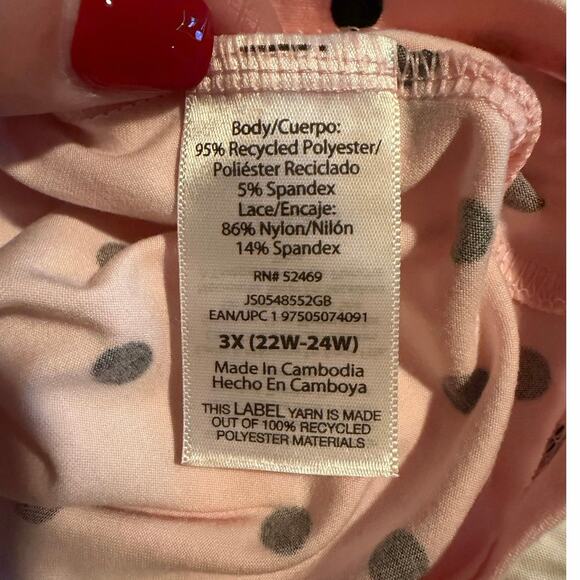 Body/Cuerpo:
95% Recycled Polyester/
Poliéster Reciclado
5% Spandex
Lace/Encaje:
86% Nylon/Nilón
14% Spandex
RN# 52469
JS0548552GB
EAN/UPC 1 97505074091
3X (22W-24W)
Made In Cambodia
Hecho En Camboya
THIS LABEL YARN IS MADE
OUT OF 100% RECYCLED
POLYESTER MATERIALS